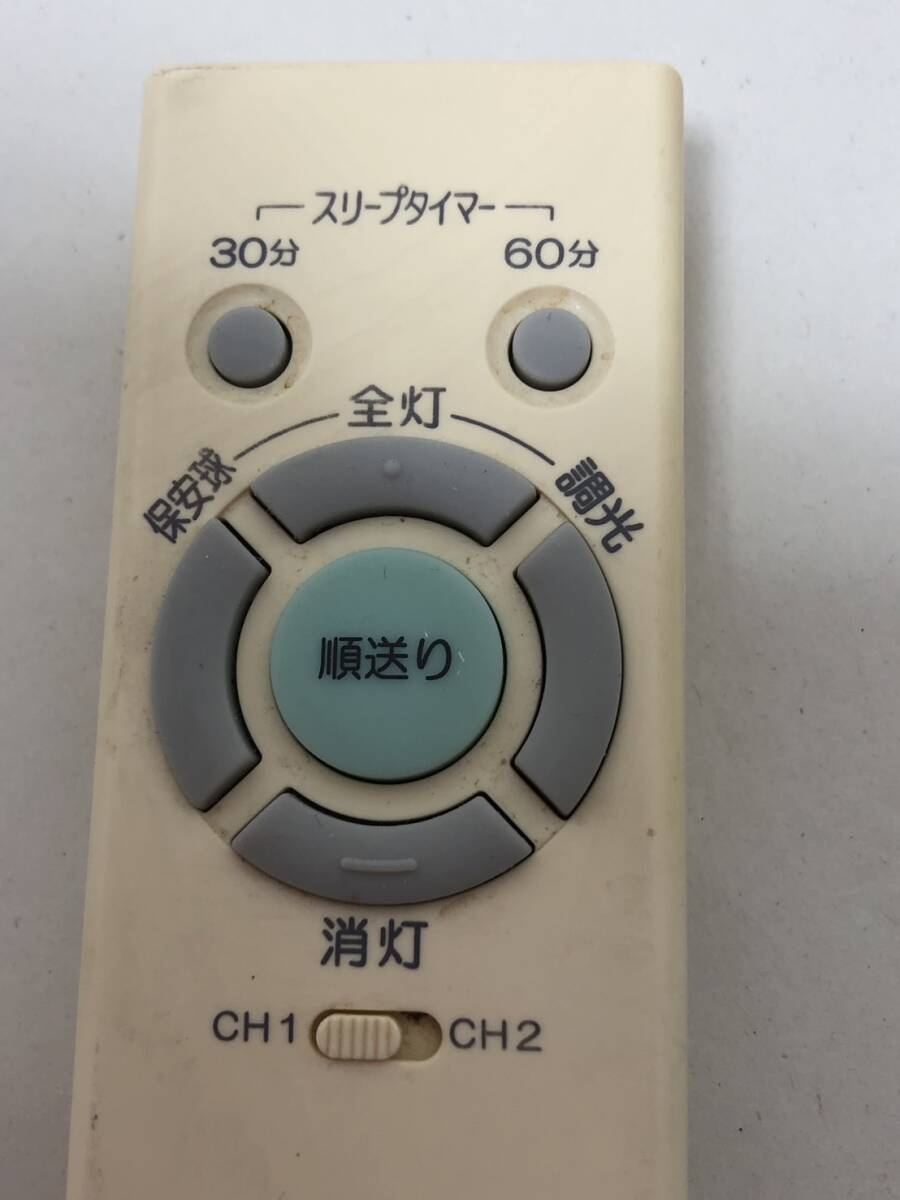 スリープタイマー
30分 60分
全灯
保安球 調光
順送り
消灯
CH1 CH2